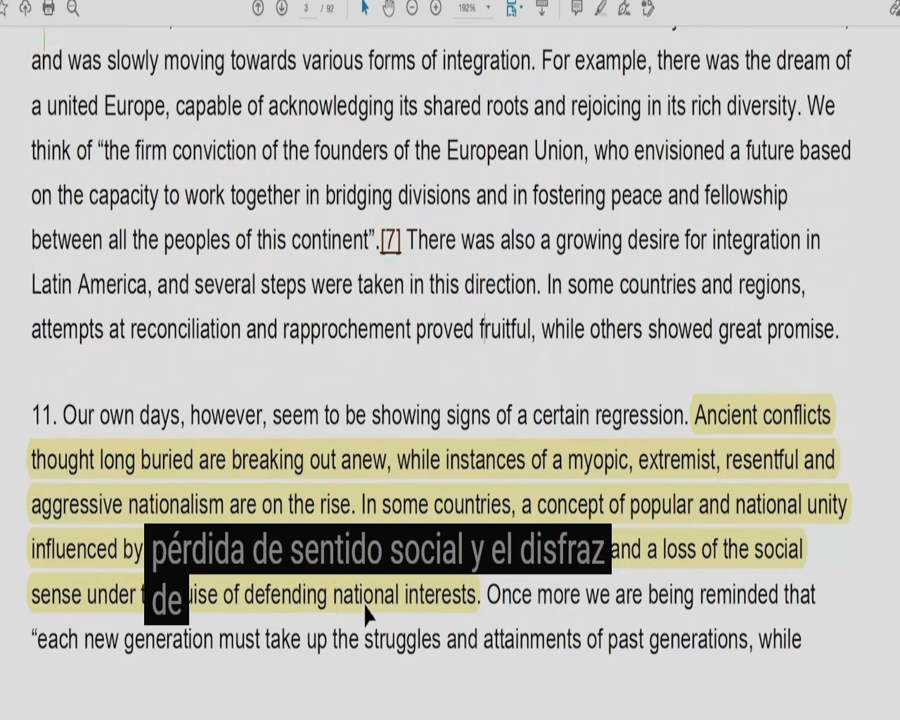 3 / 92 192%
and was slowly moving towards various forms of integration. For example, there was the dream of
a united Europe, capable of acknowledging its shared roots and rejoicing in its rich diversity. We
think of “the firm conviction of the founders of the European Union, who envisioned a future based
on the capacity to work together in bridging divisions and in fostering peace and fellowship
between all the peoples of this continent”.[7] There was also a growing desire for integration in
Latin America, and several steps were taken in this direction. In some countries and regions,
attempts at reconciliation and rapprochement proved fruitful, while others showed great promise.
11. Our own days, however, seem to be showing signs of a certain regression. Ancient conflicts
thought long buried are breaking out anew, while instances of a myopic, extremist, resentful and
aggressive nationalism are on the rise. In some countries, a concept of popular and national unity
influenced by pérdida de sentido social y el disfraz and a loss of the social
sense under de uise of defending national interests. Once more we are being reminded that
“each new generation must take up the struggles and attainments of past generations, while